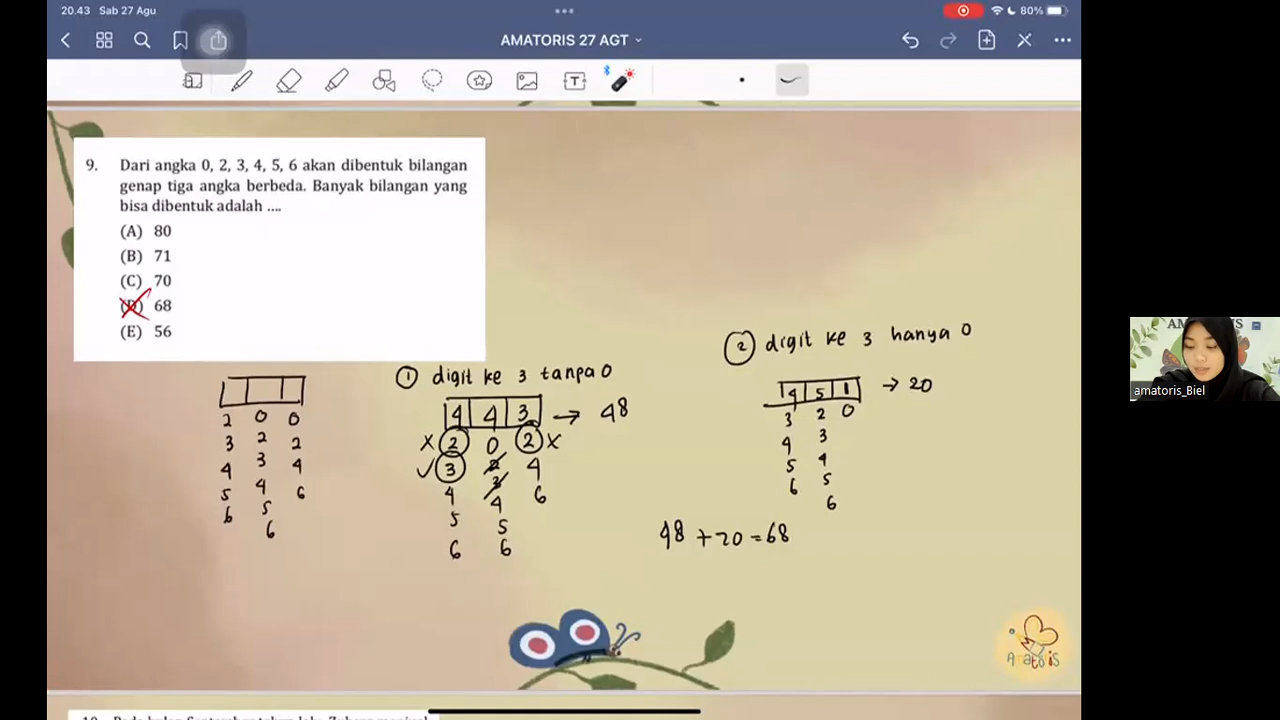 20.43 Sab 27 Agu
80%
AMATORIS 27 AGT
9. Dari angka 0, 2, 3, 4, 5, 6 akan dibentuk bilangan
genap tiga angka berbeda. Banyak bilangan yang
bisa dibentuk adalah ....
(A) 80
(B) 71
(C) 70
(D) 68
(E) 56
2 0 0
3 2 2
4 3 4
5 4 6
6 5
6
1 digit ke 3 tanpa 0
4 4 3 → 48
x 2 0 2 x
✓ 3 2 4
3
4 4 6
5 5
6 6
2 digit ke 3 hanya 0
4 5 1 → 20
3 2 0
4 3
5 4
6 5
6
48 + 20 = 68
Amatoris
amatoris_Biel